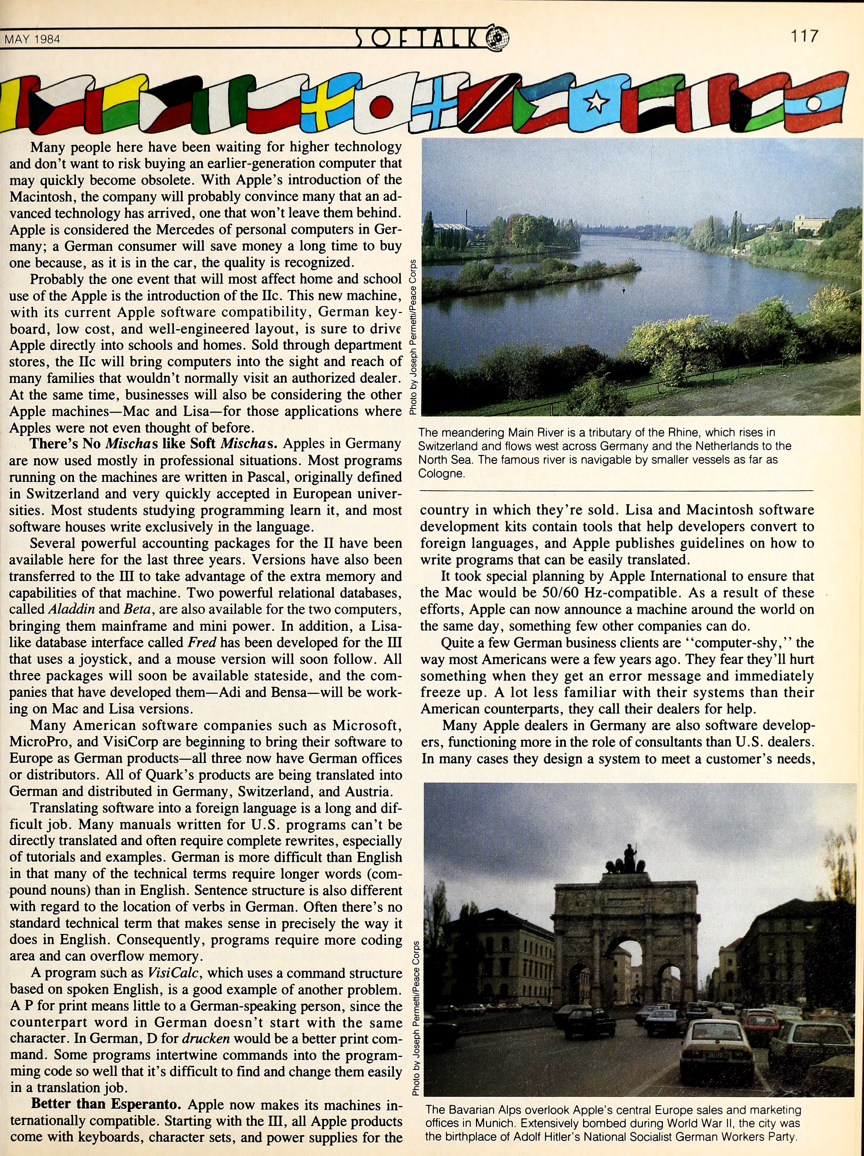 MAY 1984
SOFTALK
117
Many people here have been waiting for higher technology
and don't want to risk buying an earlier-generation computer that
may quickly become obsolete. With Apple's introduction of the
Macintosh, the company will probably convince many that an ad-
vanced technology has arrived, one that won't leave them behind.
Apple is considered the Mercedes of personal computers in Ger-
many; a German consumer will save money a long time to buy
one because, as it is in the car, the quality is recognized.
Probably the one event that will most affect home and school
use of the Apple is the introduction of the IIc. This new machine,
with its current Apple software compatibility, German key-
board, low cost, and well-engineered layout, is sure to drive
Apple directly into schools and homes. Sold through department
stores, the IIc will bring computers into the sight and reach of
many families that wouldn't normally visit an authorized dealer.
At the same time, businesses will also be considering the other
Apple machines—Mac and Lisa—for those applications where
Apples were not even thought of before.
There's No Mischas like Soft Mischas. Apples in Germany
are now used mostly in professional situations. Most programs
running on the machines are written in Pascal, originally defined
in Switzerland and very quickly accepted in European univer-
sities. Most students studying programming learn it, and most
software houses write exclusively in the language.
Several powerful accounting packages for the II have been
available here for the last three years. Versions have also been
transferred to the III to take advantage of the extra memory and
capabilities of that machine. Two powerful relational databases,
called Aladdin and Beta, are also available for the two computers,
bringing them mainframe and mini power. In addition, a Lisa-
like database interface called Fred has been developed for the III
that uses a joystick, and a mouse version will soon follow. All
three packages will soon be available stateside, and the com-
panies that have developed them—Adi and Bensa—will be work-
ing on Mac and Lisa versions.
Many American software companies such as Microsoft,
MicroPro, and VisiCorp are beginning to bring their software to
Europe as German products—all three now have German offices
or distributors. All of Quark's products are being translated into
German and distributed in Germany, Switzerland, and Austria.
Translating software into a foreign language is a long and dif-
ficult job. Many manuals written for U.S. programs can't be
directly translated and often require complete rewrites, especially
of tutorials and examples. German is more difficult than English
in that many of the technical terms require longer words (com-
pound nouns) than in English. Sentence structure is also different
with regard to the location of verbs in German. Often there's no
standard technical term that makes sense in precisely the way it
does in English. Consequently, programs require more coding
area and can overflow memory.
A program such as VisiCalc, which uses a command structure
based on spoken English, is a good example of another problem.
A P for print means little to a German-speaking person, since the
counterpart word in German doesn't start with the same
character. In German, D for drucken would be a better print com-
mand. Some programs intertwine commands into the program-
ming code so well that it's difficult to find and change them easily
in a translation job.
Better than Esperanto. Apple now makes its machines in-
ternationally compatible. Starting with the III, all Apple products
come with keyboards, character sets, and power supplies for the
Photo by Joseph Permetti/Peace Corps
The meandering Main River is a tributary of the Rhine, which rises in
Switzerland and flows west across Germany and the Netherlands to the
North Sea. The famous river is navigable by smaller vessels as far as
Cologne.
country in which they're sold. Lisa and Macintosh software
development kits contain tools that help developers convert to
foreign languages, and Apple publishes guidelines on how to
write programs that can be easily translated.
It took special planning by Apple International to ensure that
the Mac would be 50/60 Hz-compatible. As a result of these
efforts, Apple can now announce a machine around the world on
the same day, something few other companies can do.
Quite a few German business clients are "computer-shy," the
way most Americans were a few years ago. They fear they'll hurt
something when they get an error message and immediately
freeze up. A lot less familiar with their systems than their
American counterparts, they call their dealers for help.
Many Apple dealers in Germany are also software develop-
ers, functioning more in the role of consultants than U.S. dealers.
In many cases they design a system to meet a customer's needs,
Photo by Joseph Permetti/Peace Corps
The Bavarian Alps overlook Apple's central Europe sales and marketing
offices in Munich. Extensively bombed during World War II, the city was
the birthplace of Adolf Hitler's National Socialist German Workers Party.